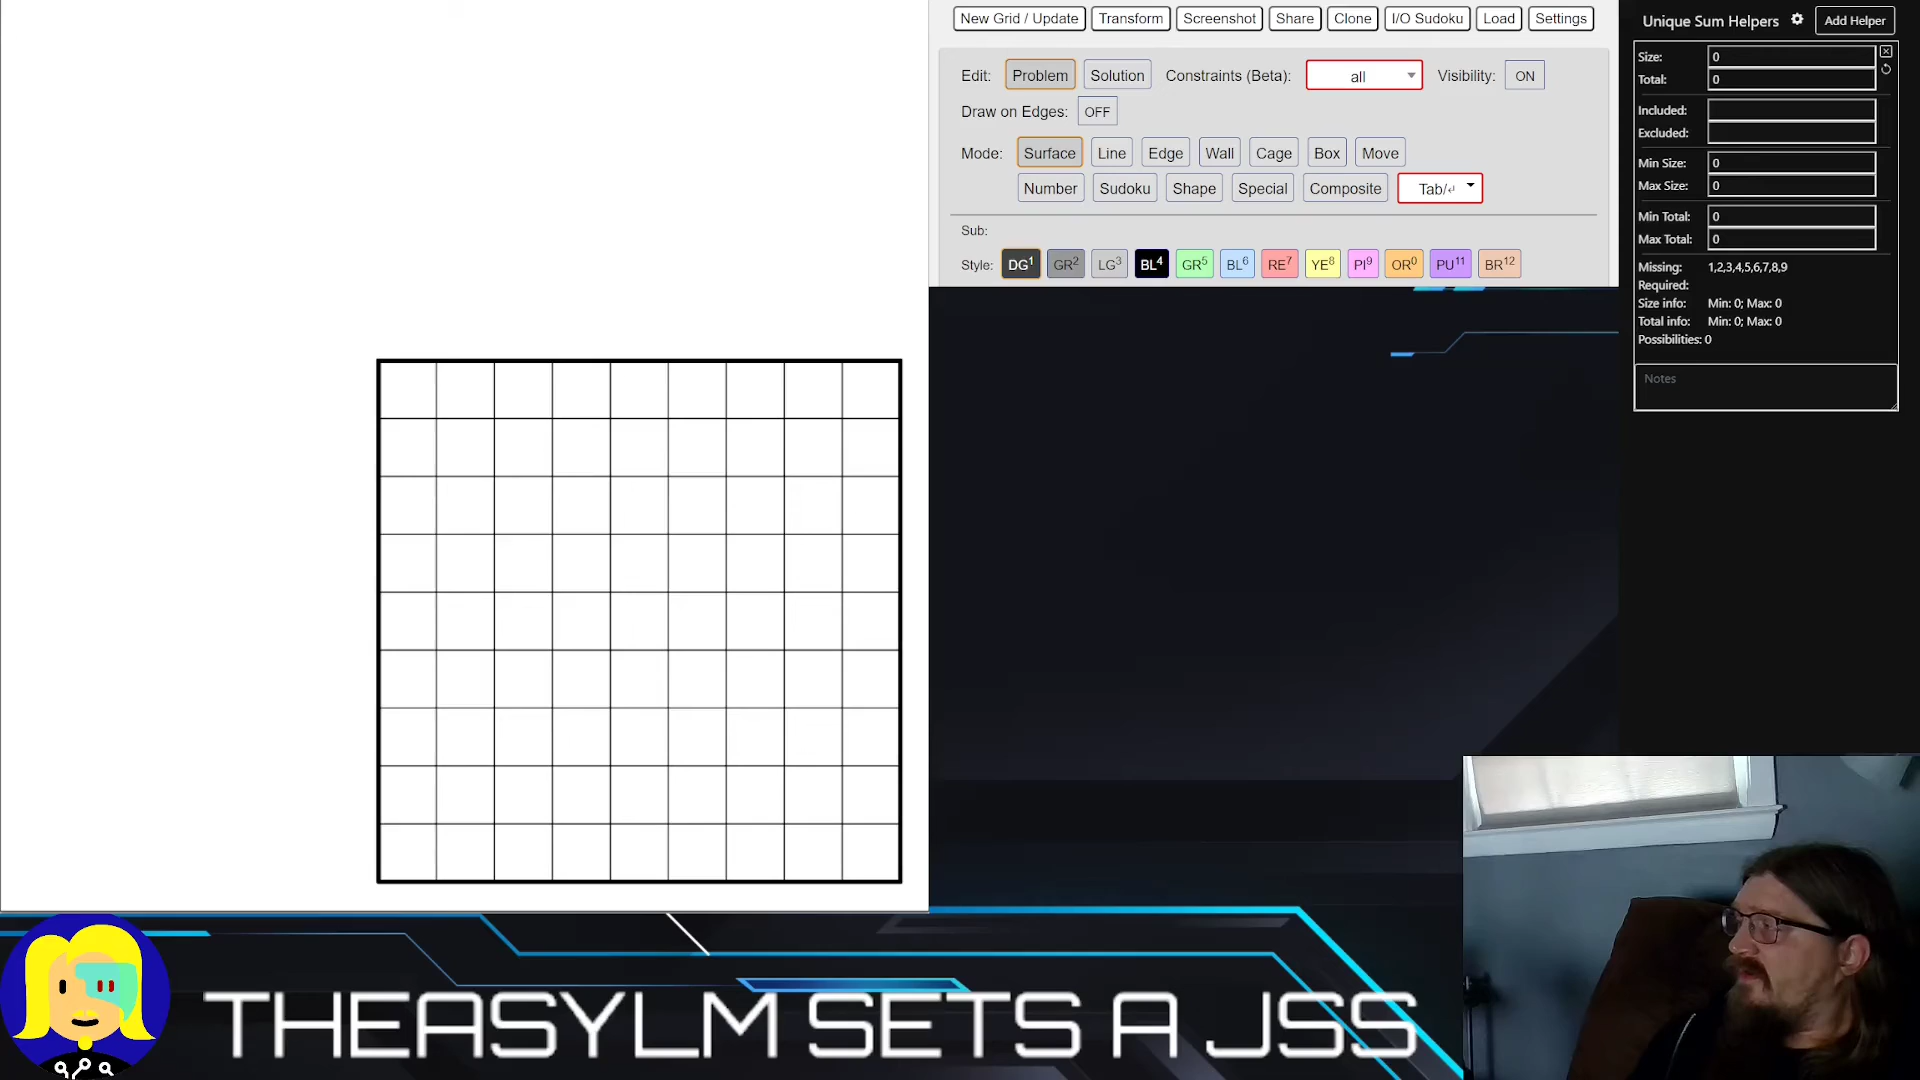 New Grid / Update Transform Screenshot Share Clone I/O Sudoku Load Settings
Edit: Problem Solution Constraints (Beta): all Visibility: ON
Draw on Edges: OFF
Mode: Surface Line Edge Wall Cage Box Move
Number Sudoku Shape Special Composite Tab/↵
Sub:
Style: DG1 GR2 LG3 BL4 GR5 BL6 RE7 YE8 PI9 OR0 PU11 BR12
Unique Sum Helpers Add Helper
Size: 0
Total: 0
Included:
Excluded:
Min Size: 0
Max Size: 0
Min Total: 0
Max Total: 0
Missing: 1,2,3,4,5,6,7,8,9
Required:
Size info: Min: 0; Max: 0
Total info: Min: 0; Max: 0
Possibilities: 0
Notes
THEASYLM SETS A JSS